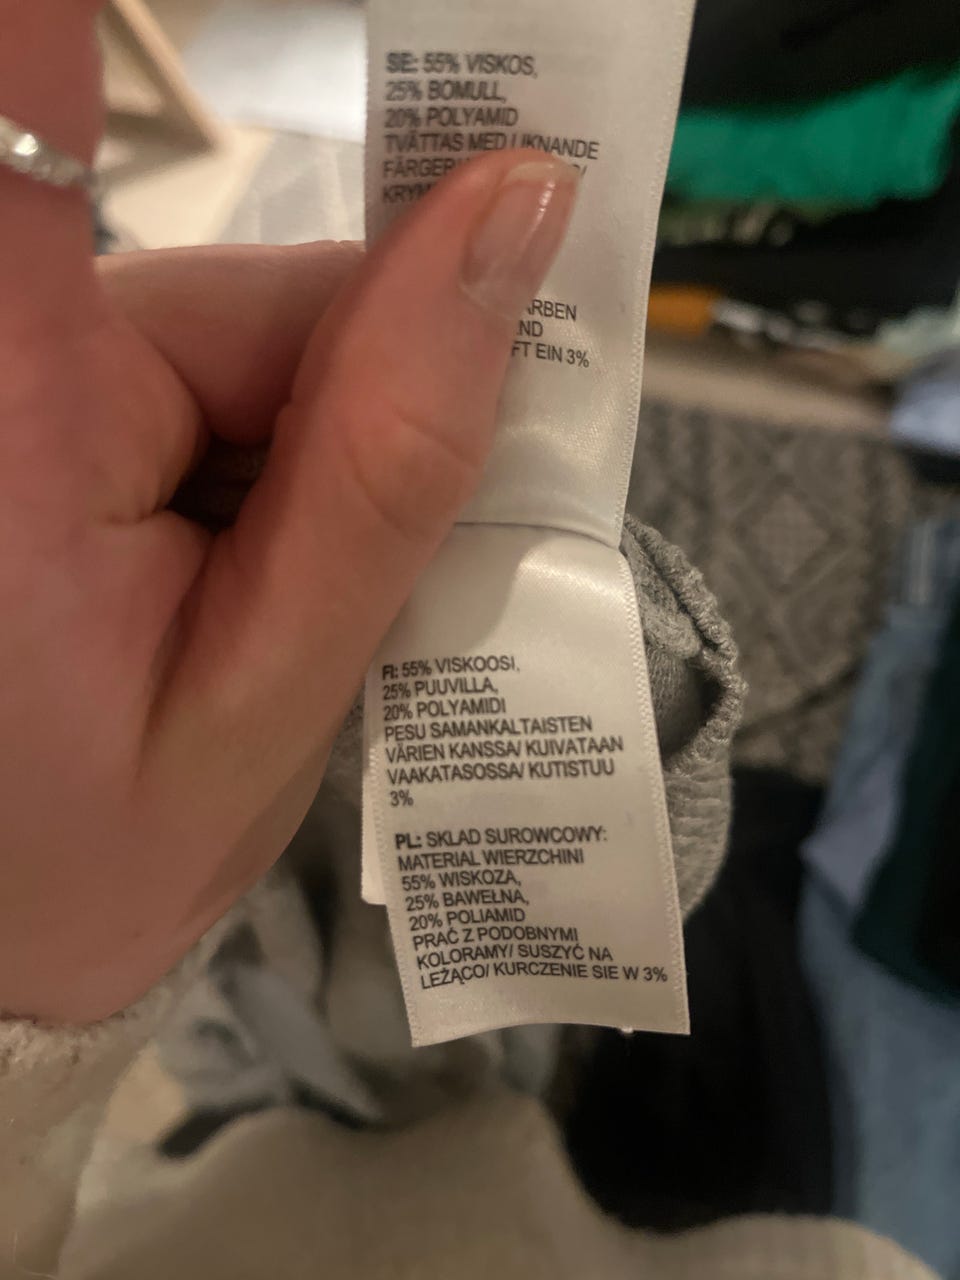 SE: 55% VISKOS,
25% BOMULL,
20% POLYAMID
TVÄTTAS MED LIKNANDE
FÄRGER/
KRYM
ARBEN
ND
FT EIN 3%
FI: 55% VISKOOSI,
25% PUUVILLA,
20% POLYAMIDI
PESU SAMANKALTAISTEN
VÄRIEN KANSSA/ KUIVATAAN
VAAKATASOSSA/ KUTISTUU
3%
PL: SKLAD SUROWCOWY:
MATERIAL WIERZCHINI
55% WISKOZA,
25% BAWEŁNA,
20% POLIAMID
PRAĆ Z PODOBNYMI
KOLORAMY/ SUSZYĆ NA
LEŻĄCO/ KURCZENIE SIE W 3%